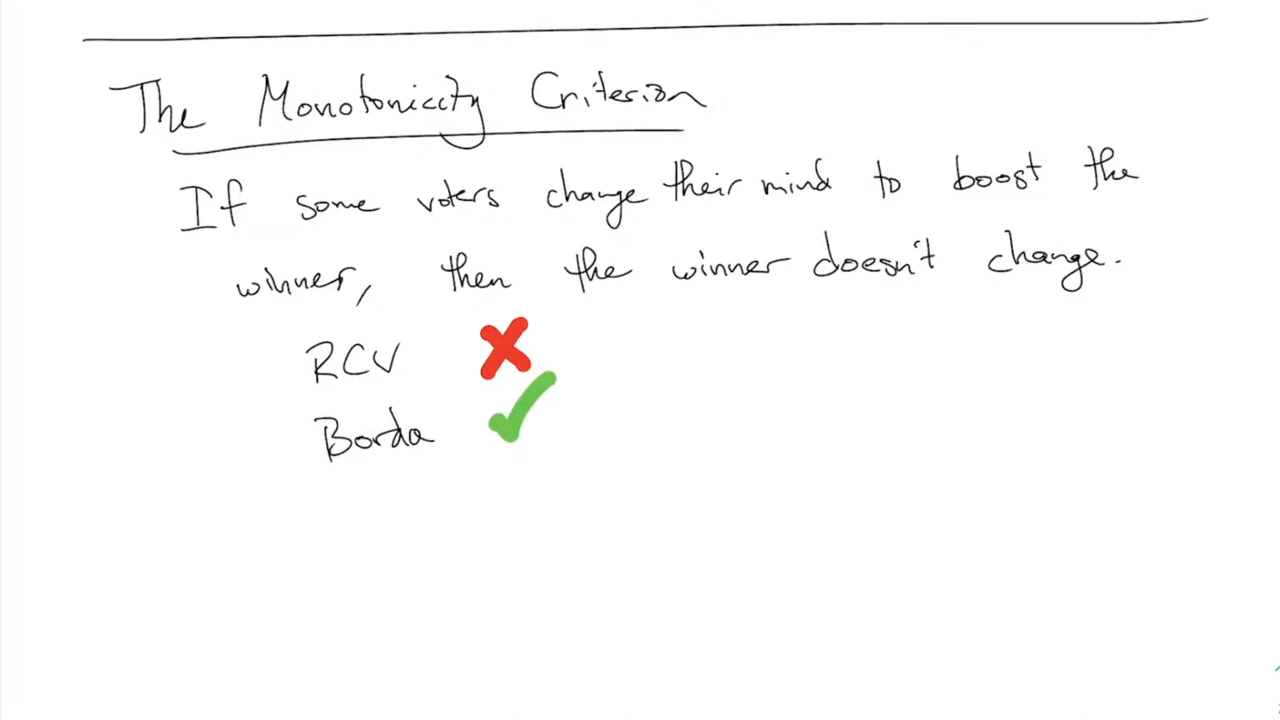 The Monotonicity Criterion
If some voters change their mind to boost the
winner, then the winner doesn't change.
RCV
Borda